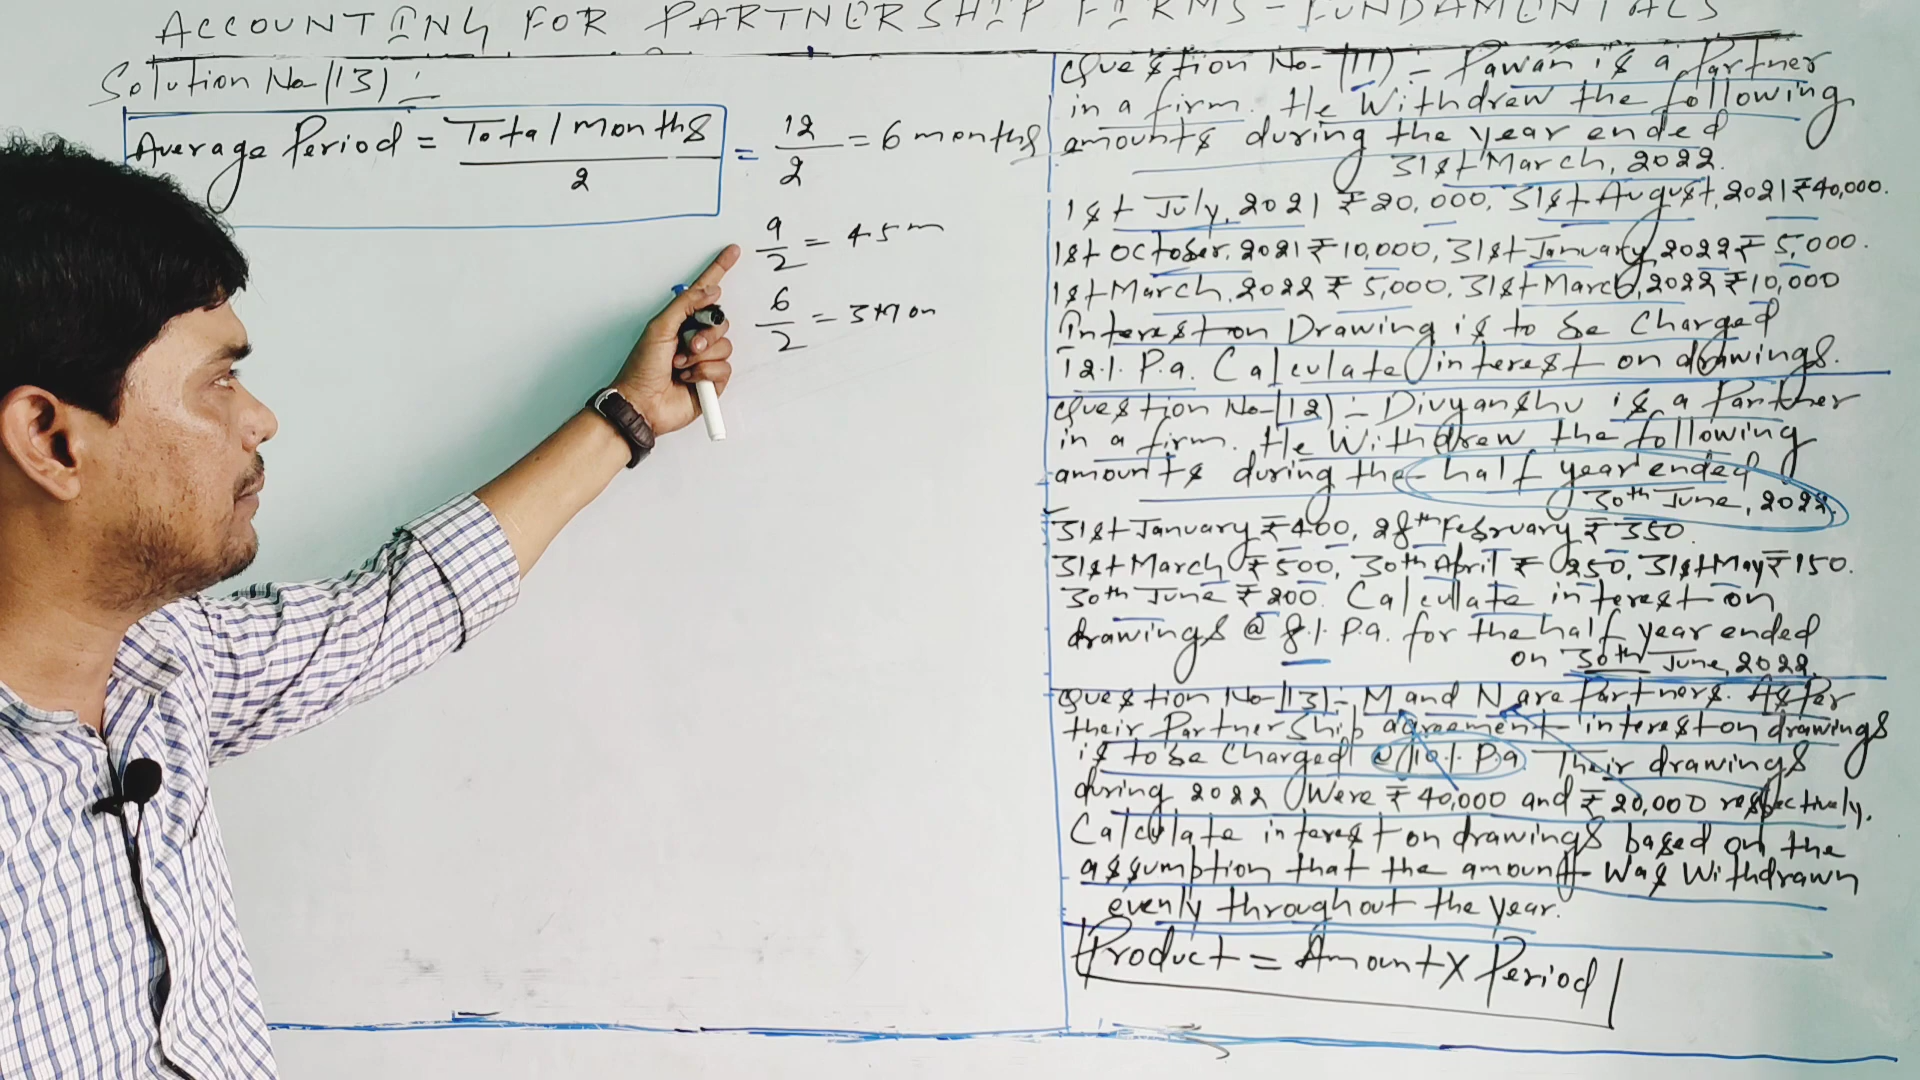 ACCOUNTING FOR PARTNERSHIP FIRMS - FUNDAMENTALS
Solution No-(13) :-
Average Period = Total Months / 2 = 12 / 2 = 6 months
9 / 2 = 4.5 m
6 / 2 = 3 mon
Question No-(11) :- Pawan is a Partner
in a firm. He Withdrew the following
amounts during the year ended
31st March, 2022.
1st July, 2021 ₹20,000, 31st August, 2021 ₹40,000.
1st October, 2021 ₹10,000, 31st January, 2022 ₹5,000.
1st March, 2022 ₹5,000, 31st March, 2022 ₹10,000
Interest on Drawing is to be Charged
12% P.a. Calculate interest on drawings.
Question No-(12) :- Divyanshu is a Partner
in a firm. He Withdrew the following
amounts during the half year ended
30th June, 2022.
31st January ₹400, 28th February ₹350.
31st March ₹500, 30th April ₹250, 31st May ₹150.
30th June ₹200. Calculate interest on
drawings @ 8% P.a. for the half year ended
on 30th June, 2022.
Question No-(13) :- M and N are Partners. As Per
their Partnership agreement interest on drawings
is to be Charged @ 10% P.a. Their drawings
during 2022 Were ₹40,000 and ₹20,000 respectively.
Calculate interest on drawings based on the
assumption that the amount Was Withdrawn
evenly throughout the year.
Product = Amount X Period